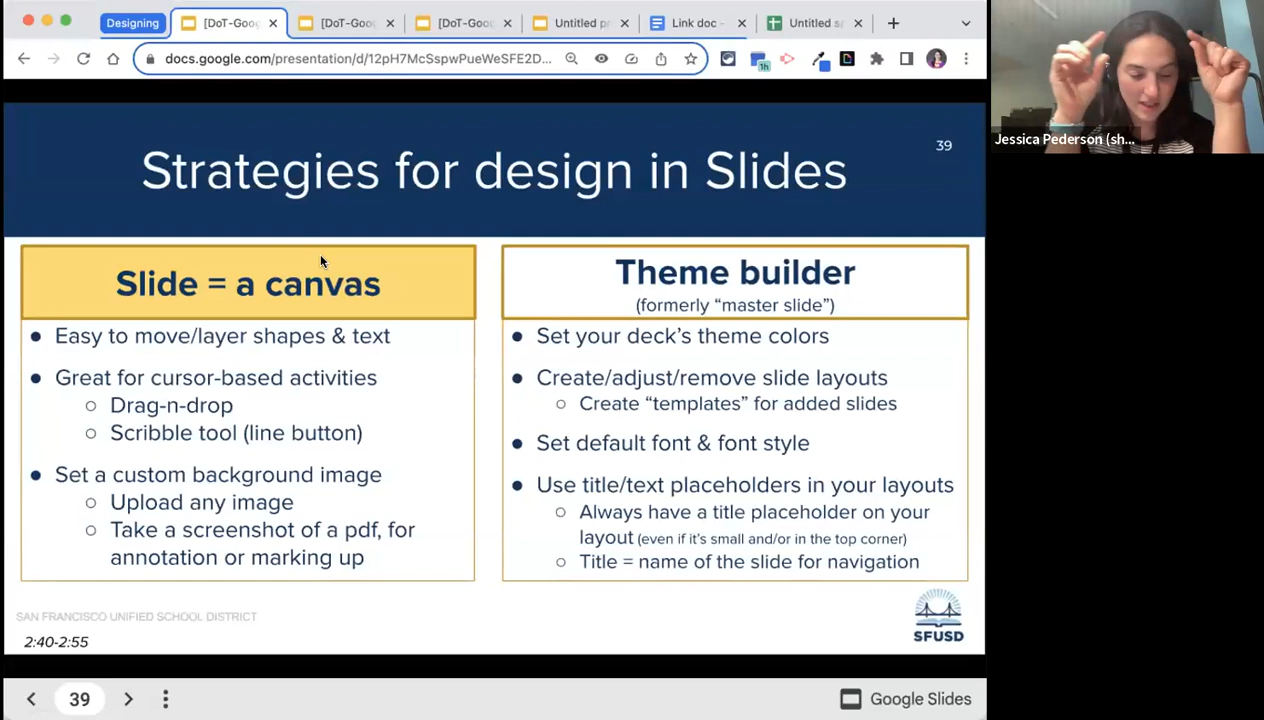 Designing
[DoT-Goo
[DoT-Goo
[DoT-Goo
Untitled pr
Link doc -
Untitled s
docs.google.com/presentation/d/12pH7McSspwPueWeSFE2D...
1h
Jessica Pederson (sh...
39
Strategies for design in Slides
Slide = a canvas
● Easy to move/layer shapes & text
● Great for cursor-based activities
○ Drag-n-drop
○ Scribble tool (line button)
● Set a custom background image
○ Upload any image
○ Take a screenshot of a pdf, for
annotation or marking up
Theme builder
(formerly “master slide”)
● Set your deck’s theme colors
● Create/adjust/remove slide layouts
○ Create “templates” for added slides
● Set default font & font style
● Use title/text placeholders in your layouts
○ Always have a title placeholder on your
layout (even if it’s small and/or in the top corner)
○ Title = name of the slide for navigation
SAN FRANCISCO UNIFIED SCHOOL DISTRICT
2:40-2:55
SFUSD
39
Google Slides